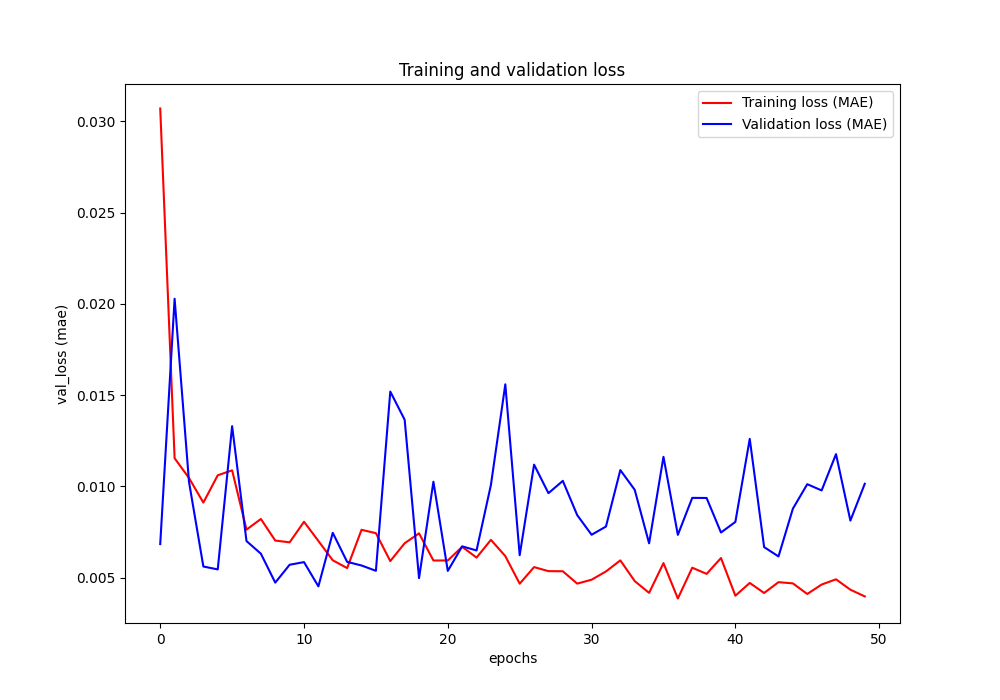 Training and validation loss
Training loss (MAE)
Validation loss (MAE)
val_loss (mae)
0.030
0.025
0.020
0.015
0.010
0.005
0 10 20 30 40 50
epochs